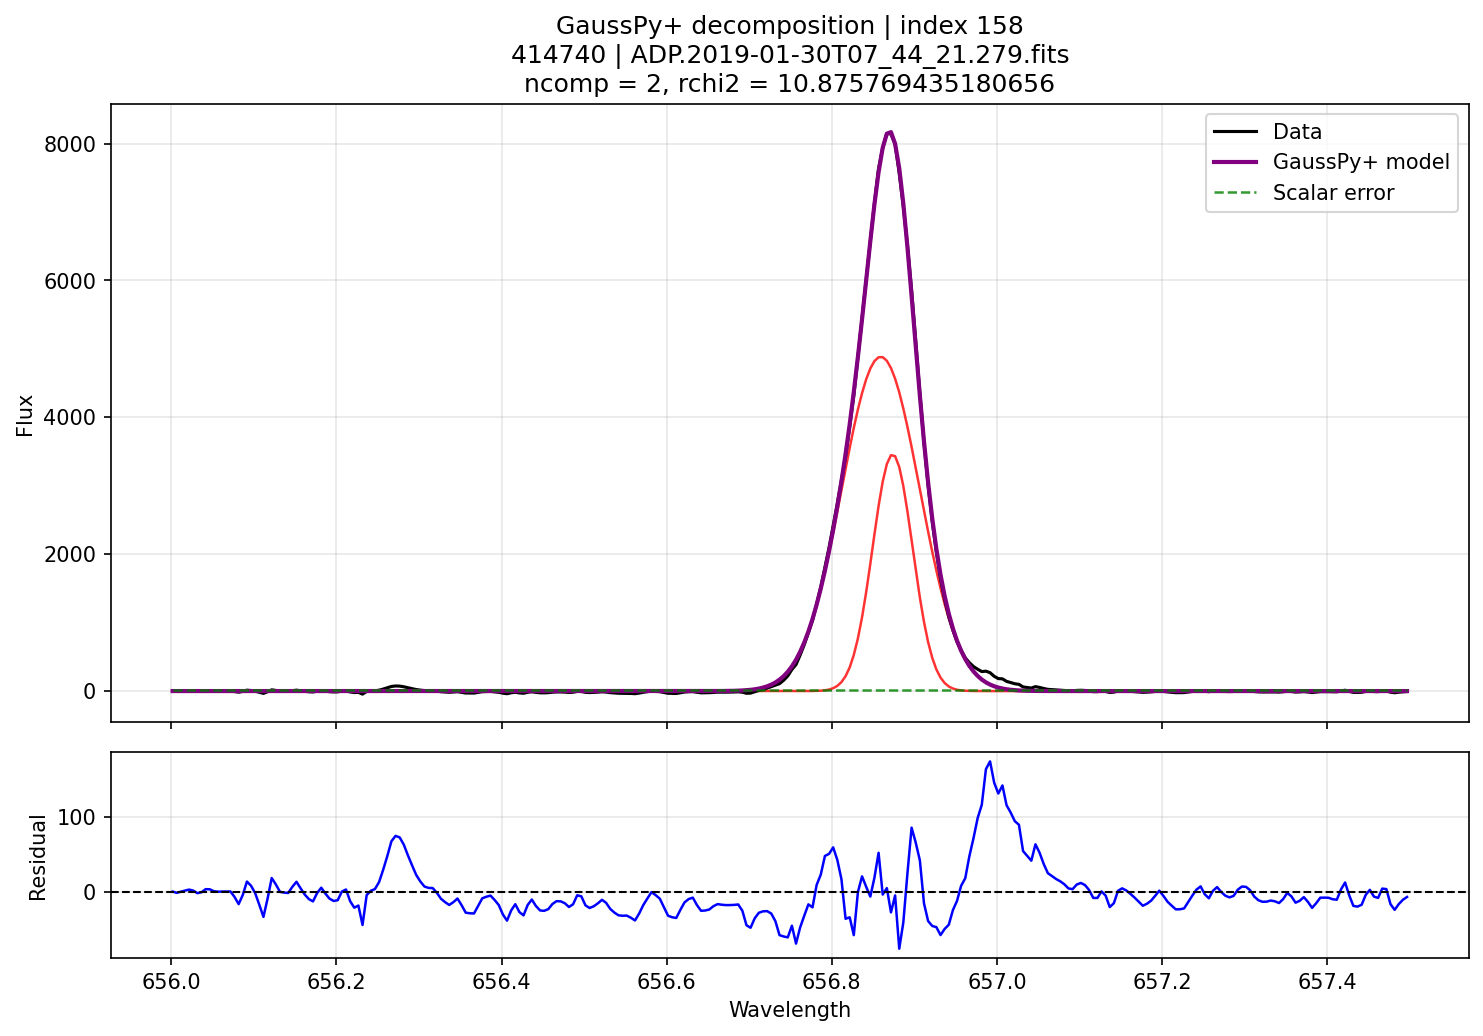 GaussPy+ decomposition | index 158
414740 | ADP.2019-01-30T07_44_21.279.fits
ncomp = 2, rchi2 = 10.875769435180656
Data
GaussPy+ model
Scalar error
8000
6000
4000
2000
0
Flux
100
0
Residual
656.0 656.2 656.4 656.6 656.8 657.0 657.2 657.4
Wavelength